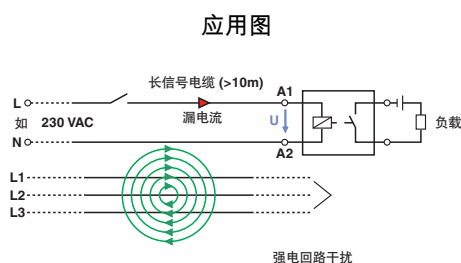 应用图
长信号电缆 (>10m)
A1
L
漏电流
如 230 VAC
U
负载
N
A2
L1
L2
L3
强电回路干扰